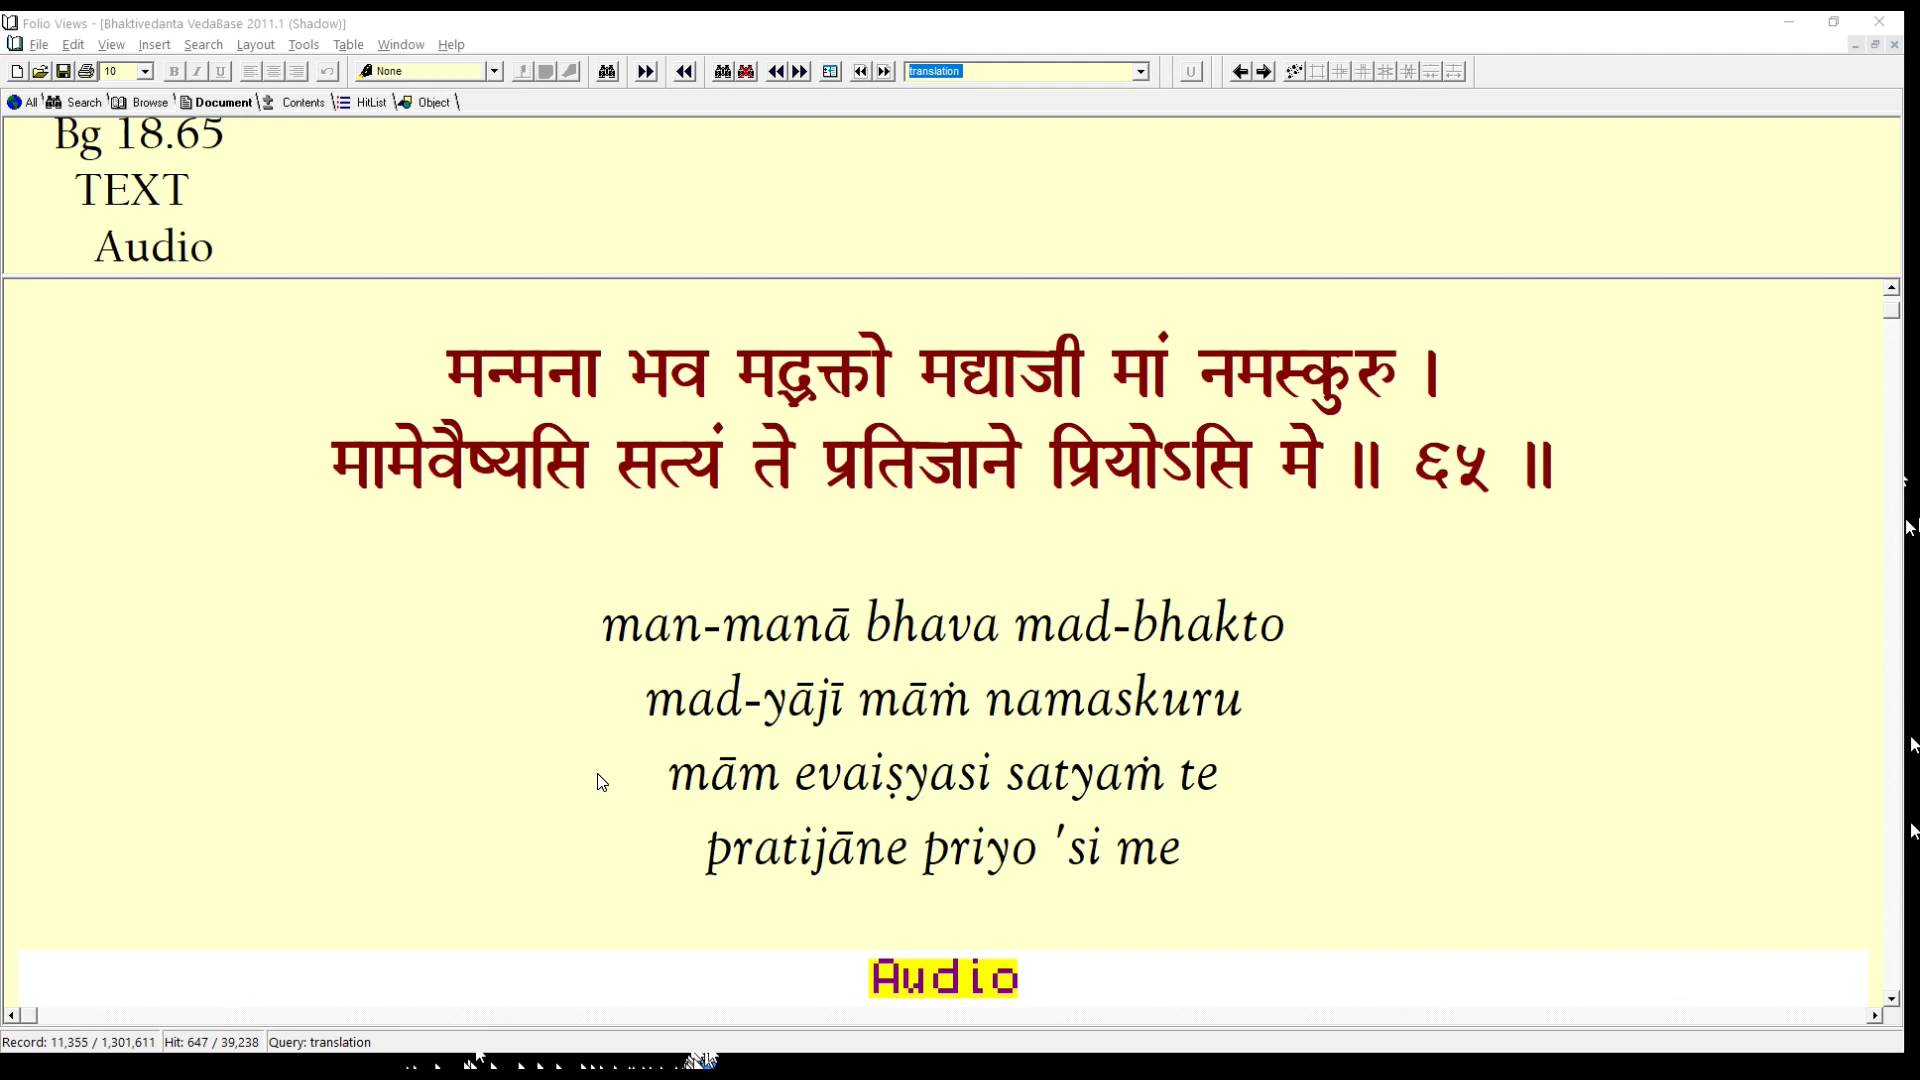 Folio Views - [Bhaktivedanta VedaBase 2011.1 (Shadow)]
File Edit View Insert Search Layout Tools Table Window Help
10 B I U None translation U
All Search Browse Document Contents HitList Object
Bg 18.65
TEXT
Audio
मन्मना भव मद्भक्तो मद्याजी मां नमस्कुरु ।
मामेवैष्यसि सत्यं ते प्रतिजाने प्रियोऽसि मे ॥ ६५ ॥
man-manā bhava mad-bhakto
mad-yājī māṁ namaskuru
mām evaiṣyasi satyaṁ te
pratijāne priyo 'si me
Audio
Record: 11,355 / 1,301,611 Hit: 647 / 39,238 Query: translation